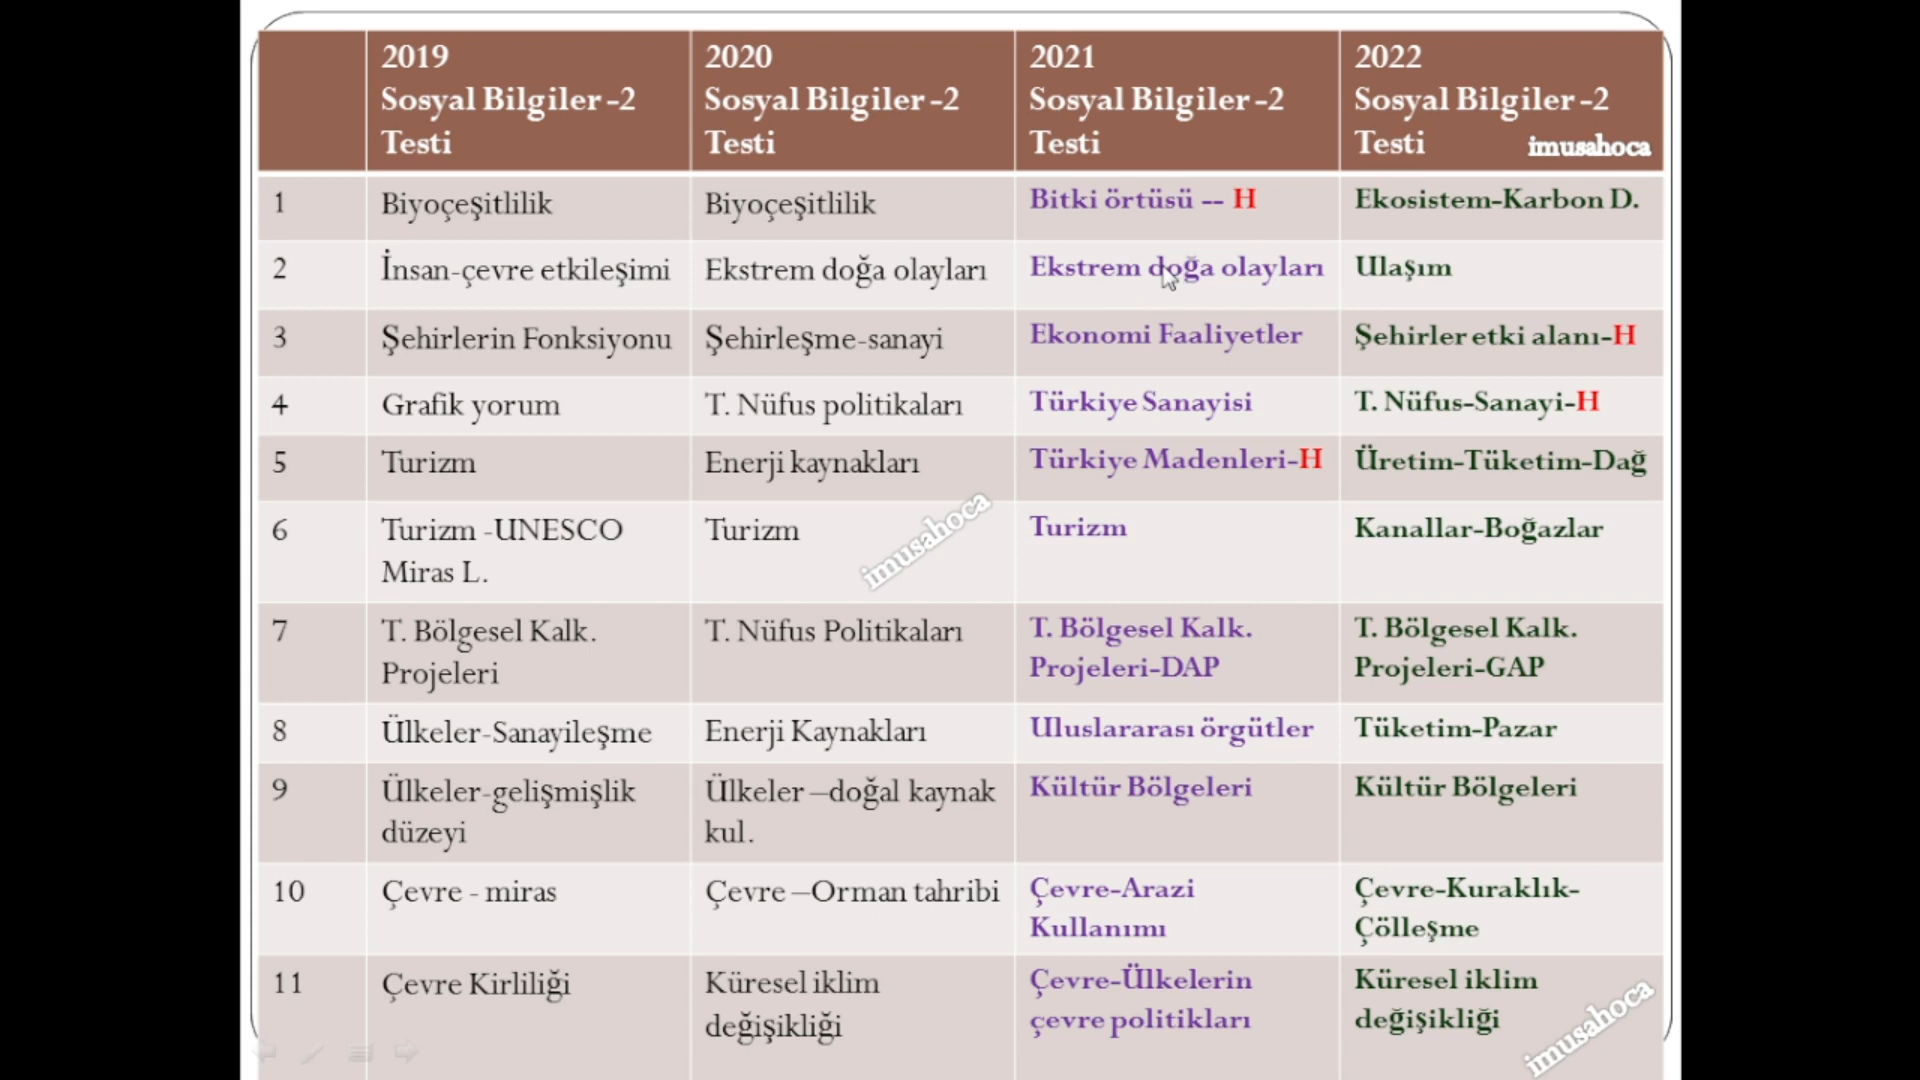 2019
Sosyal Bilgiler -2
Testi
2020
Sosyal Bilgiler -2
Testi
2021
Sosyal Bilgiler -2
Testi
2022
Sosyal Bilgiler -2
Testi imusahoca
1
Biyoçeşitlilik
Biyoçeşitlilik
Bitki örtüsü -- H
Ekosistem-Karbon D.
2
İnsan-çevre etkileşimi
Ekstrem doğa olayları
Ekstrem doğa olayları
Ulaşım
3
Şehirlerin Fonksiyonu
Şehirleşme-sanayi
Ekonomi Faaliyetler
Şehirler etki alanı-H
4
Grafik yorum
T. Nüfus politikaları
Türkiye Sanayisi
T. Nüfus-Sanayi-H
5
Turizm
Enerji kaynakları
Türkiye Madenleri-H
Üretim-Tüketim-Dağ
6
Turizm -UNESCO
Miras L.
Turizm
imusahoca
Turizm
Kanallar-Boğazlar
7
T. Bölgesel Kalk.
Projeleri
T. Nüfus Politikaları
T. Bölgesel Kalk.
Projeleri-DAP
T. Bölgesel Kalk.
Projeleri-GAP
8
Ülkeler-Sanayileşme
Enerji Kaynakları
Uluslararası örgütler
Tüketim-Pazar
9
Ülkeler-gelişmişlik
düzeyi
Ülkeler –doğal kaynak
kul.
Kültür Bölgeleri
Kültür Bölgeleri
10
Çevre - miras
Çevre –Orman tahribi
Çevre-Arazi
Kullanımı
Çevre-Kuraklık-
Çölleşme
11
Çevre Kirliliği
Küresel iklim
değişikliği
Çevre-Ülkelerin
çevre politikları
Küresel iklim
değişikliği
imusahoca